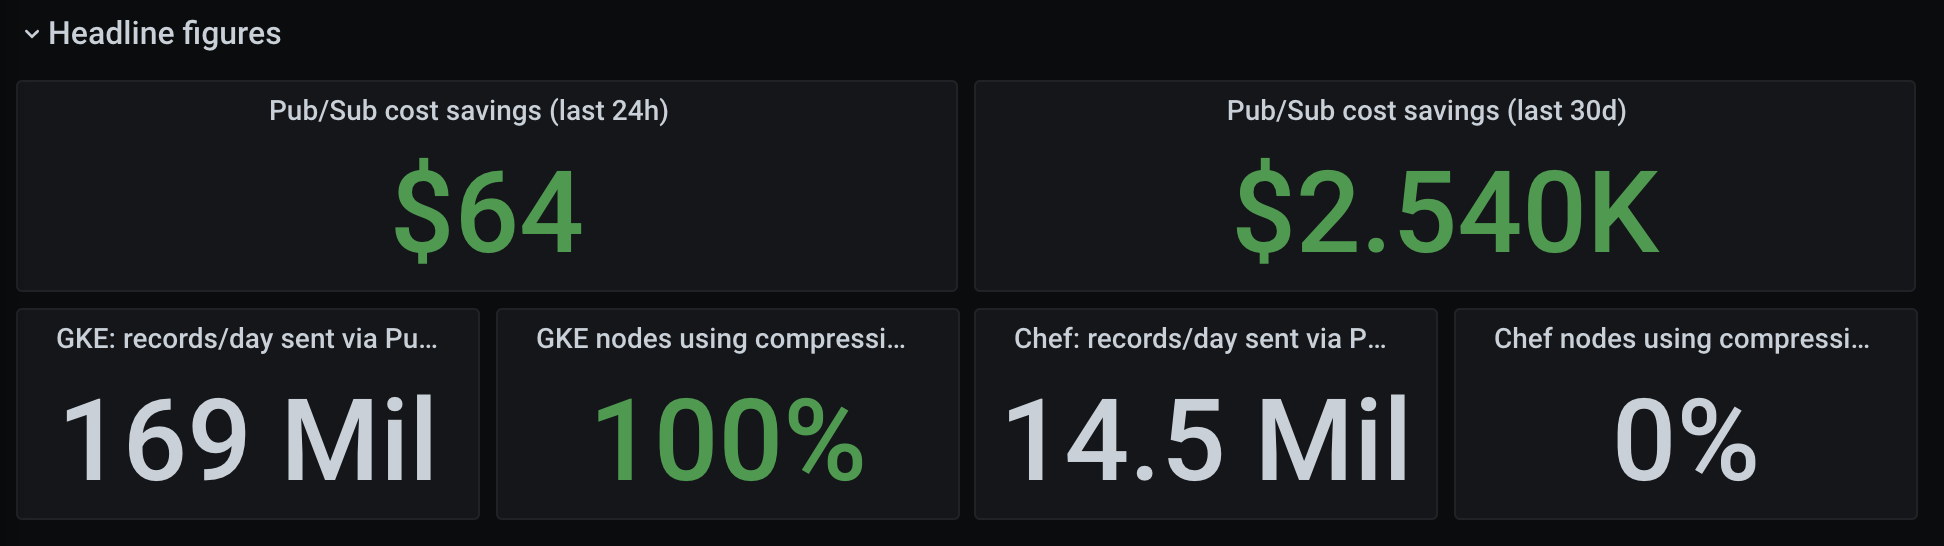 Headline figures
Pub/Sub cost savings (last 24h)
$64
Pub/Sub cost savings (last 30d)
$2.540K
GKE: records/day sent via Pu...
169 Mil
GKE nodes using compressi...
100%
Chef: records/day sent via P...
14.5 Mil
Chef nodes using compressi...
0%